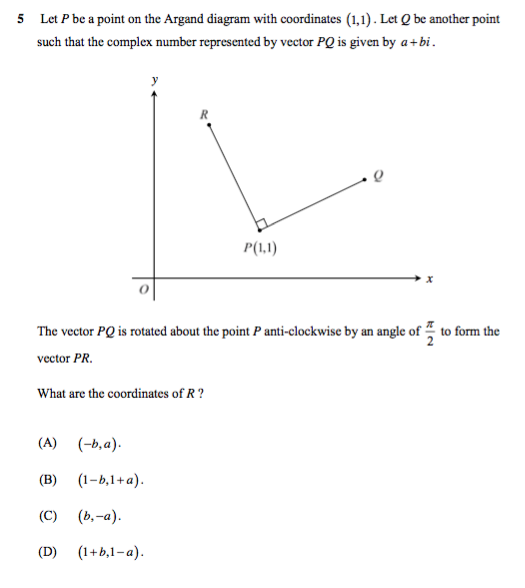 5 Let P be a point on the Argand diagram with coordinates (1,1). Let Q be another point
such that the complex number represented by vector PQ is given by a+bi.
y
R
Q
P(1,1)
x
O
The vector PQ is rotated about the point P anti-clockwise by an angle of π/2 to form the
vector PR.
What are the coordinates of R ?
(A) (−b,a).
(B) (1−b,1+a).
(C) (b,−a).
(D) (1+b,1−a).